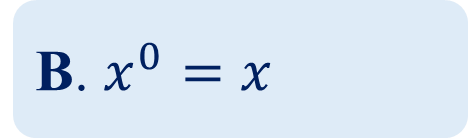 B. x⁰ = x